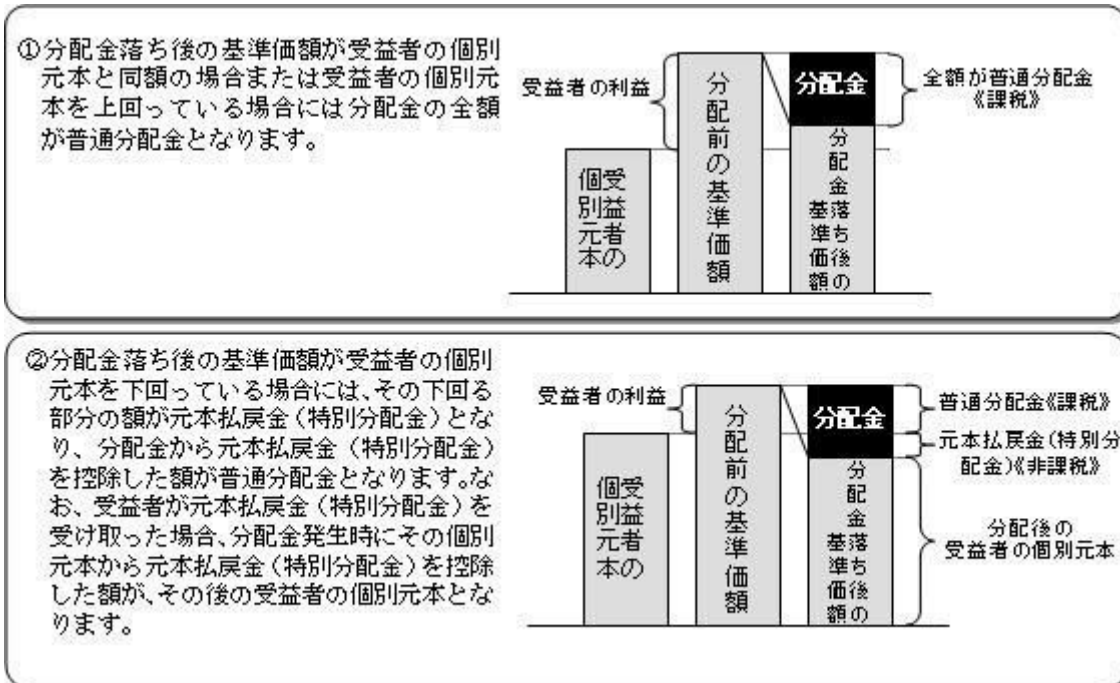 ①分配金落ち後の基準価額が受益者の個別
元本と同額の場合または受益者の個別元
本を上回っている場合には分配金の全額
が普通分配金となります。
受益者の利益
受益者の
個別元本
分配前の基準価額
分配金
分配金落ち後の
基準価額
全額が普通分配金
《課税》
②分配金落ち後の基準価額が受益者の個別
元本を下回っている場合には、その下回る
部分の額が元本払戻金（特別分配金）とな
り、分配金から元本払戻金（特別分配金）
を控除した額が普通分配金となります。な
お、受益者が元本払戻金（特別分配金）を
受け取った場合、分配金発生時にその個別
元本から元本払戻金（特別分配金）を控除
した額が、その後の受益者の個別元本とな
ります。
受益者の利益
受益者の
個別元本
分配前の基準価額
分配金
分配金落ち後の
基準価額
普通分配金《課税》
元本払戻金(特別分
配金)《非課税》
分配後の
受益者の個別元本